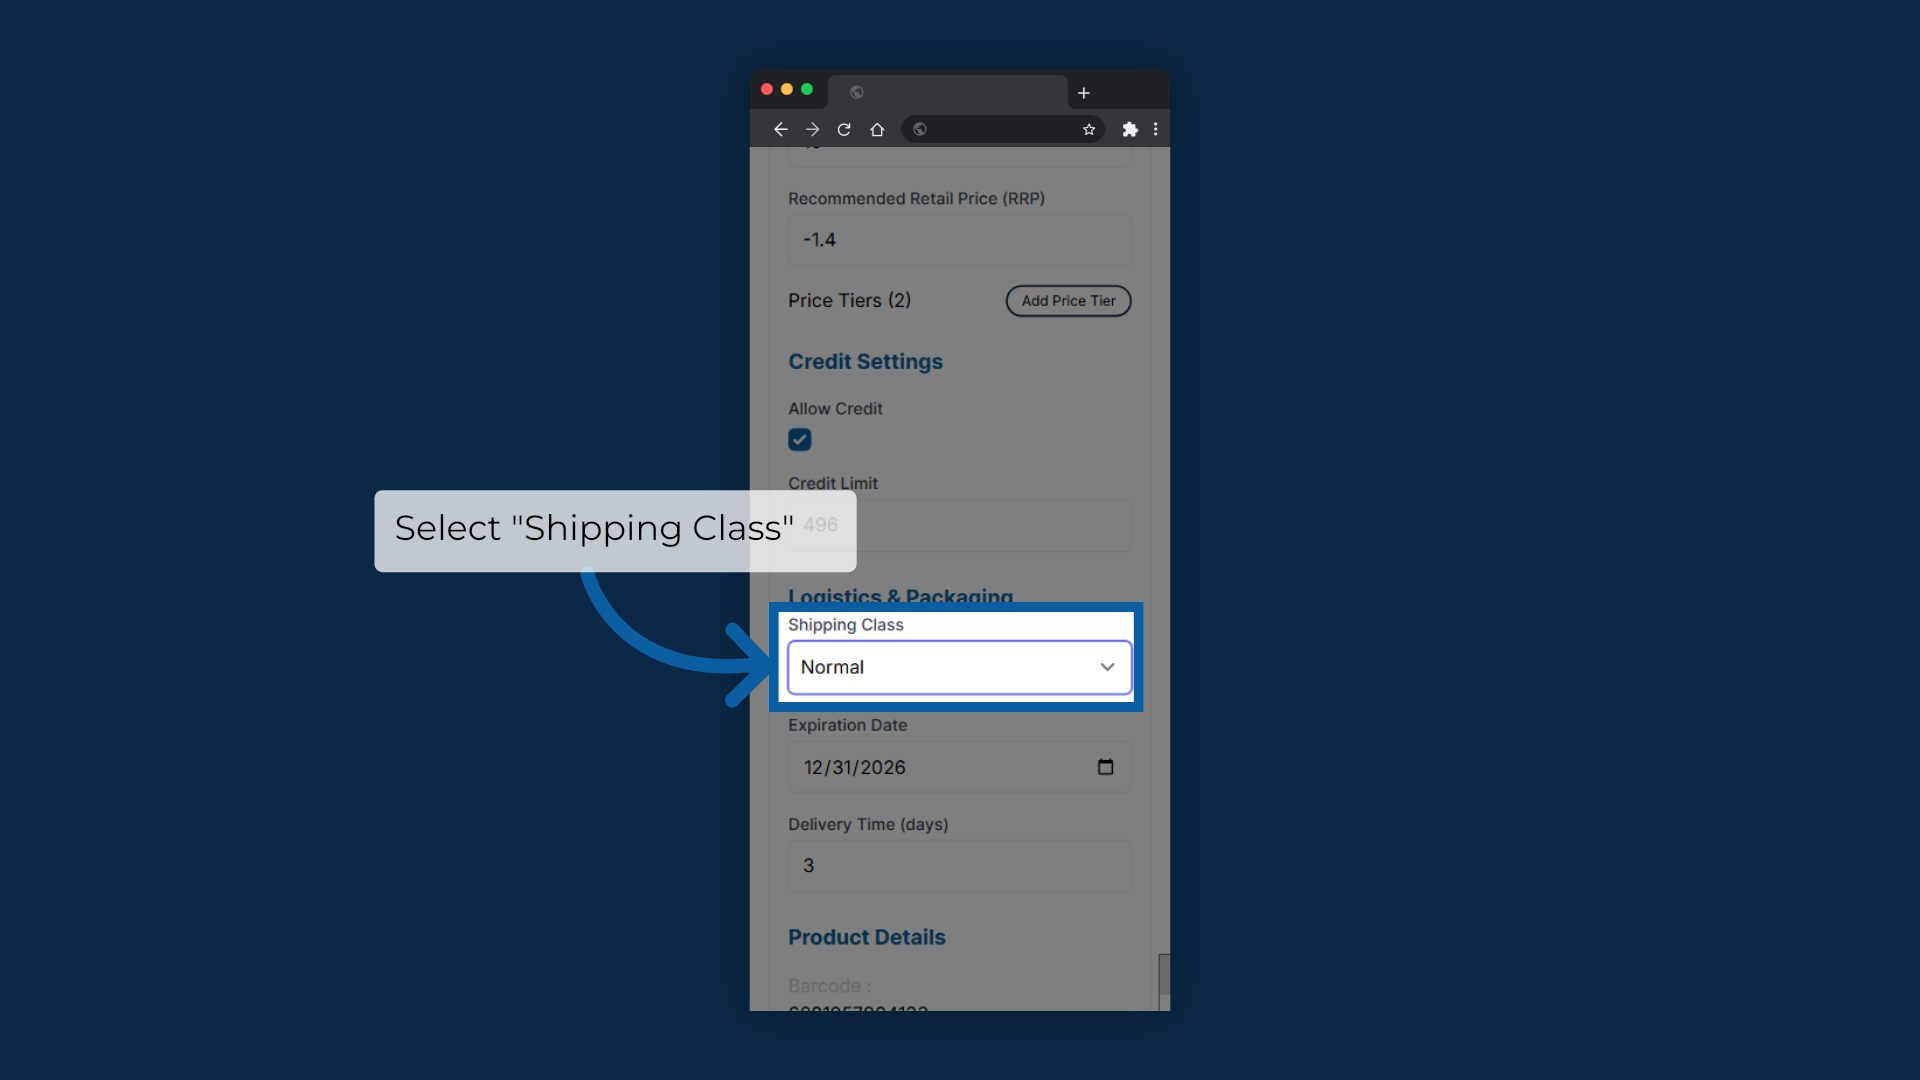 Recommended Retail Price (RRP)
-1.4
Price Tiers (2)
Add Price Tier
Credit Settings
Allow Credit
Credit Limit
496
Select "Shipping Class"
Logistics & Packaging
Shipping Class
Normal
Expiration Date
12/31/2026
Delivery Time (days)
3
Product Details
Barcode :